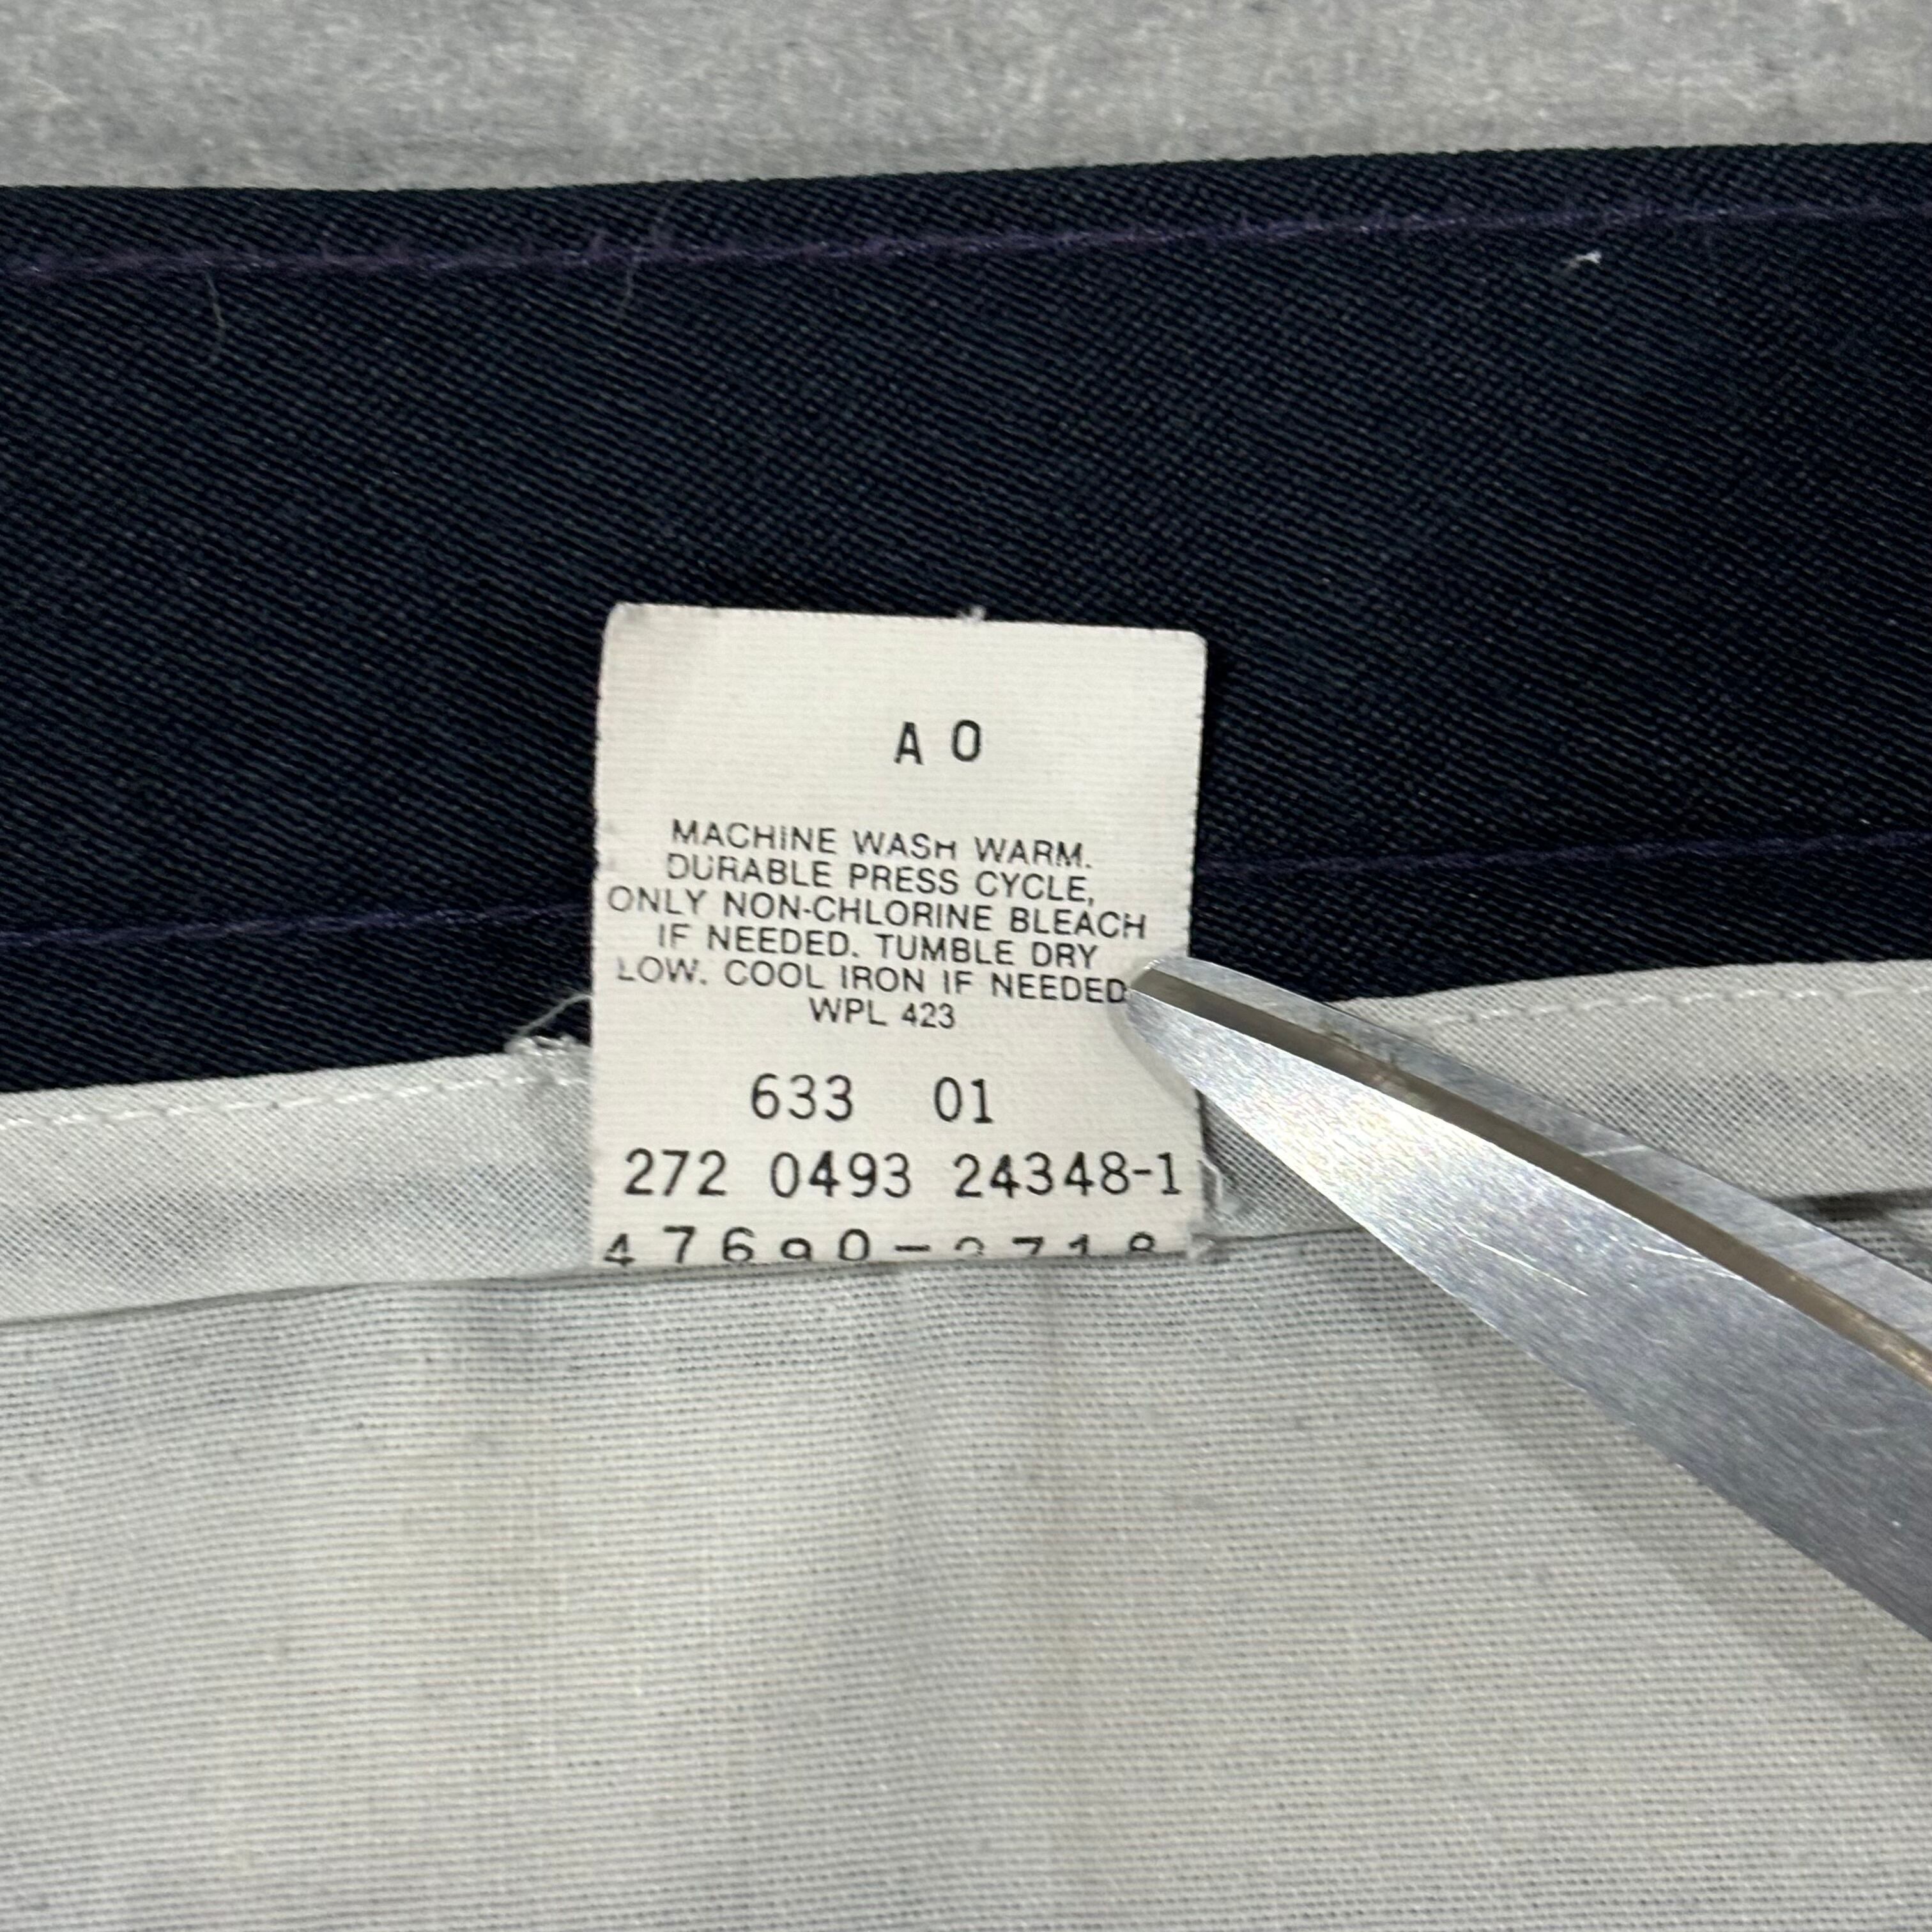 A 0
MACHINE WASH WARM.
DURABLE PRESS CYCLE,
ONLY NON-CHLORINE BLEACH
IF NEEDED. TUMBLE DRY
LOW. COOL IRON IF NEEDED
WPL 423
633 01
272 0493 24348-1